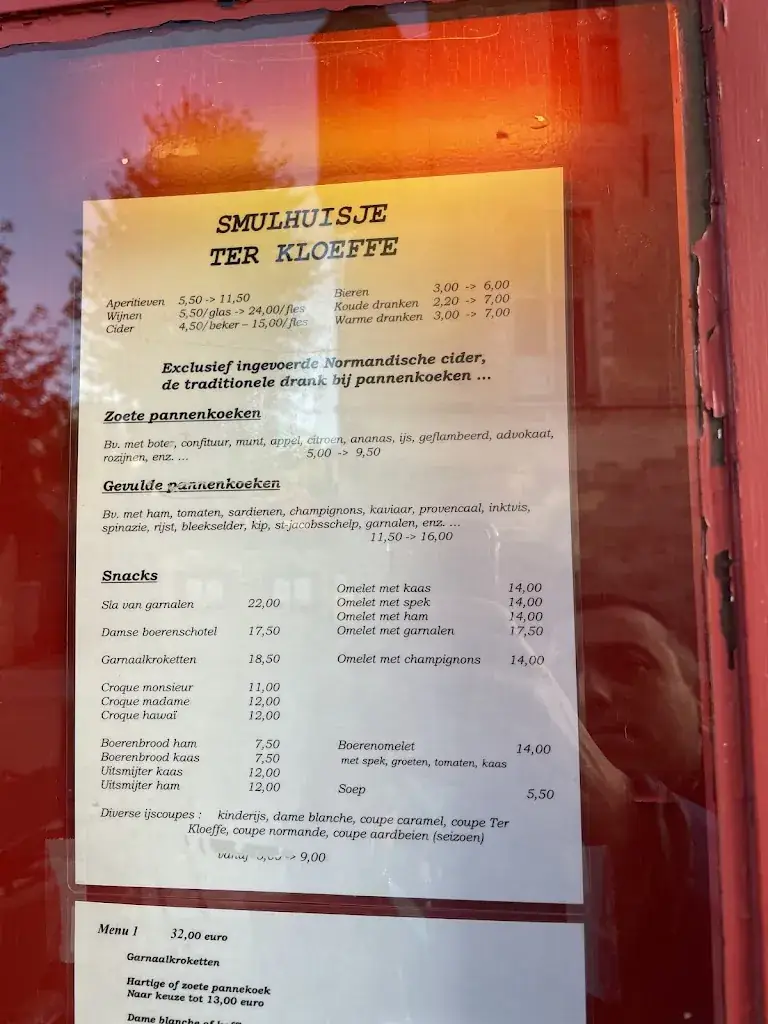 SMULHUISJE
TER KLOEFFE
Aperitieven 5,50 -> 11,50
Wijnen 5,50/glas -> 24,00/fles
Cider 4,50/beker – 15,00/fles
Bieren 3,00 -> 6,00
Koude dranken 2,20 -> 7,00
Warme dranken 3,00 -> 7,00
Exclusief ingevoerde Normandische cider,
de traditionele drank bij pannenkoeken ...
Zoete pannenkoeken
Bv. met boter, confituur, munt, appel, citroen, ananas, ijs, geflambeerd, advokaat,
rozijnen, enz. ... 5,00 -> 9,50
Gevulde pannenkoeken
Bv. met ham, tomaten, sardienen, champignons, kaviaar, provencaal, inktvis,
spinazie, rijst, bleekselder, kip, st-jacobsschelp, garnalen, enz. ...
11,50 -> 16,00
Snacks
Sla van garnalen 22,00
Damse boerenschotel 17,50
Garnaalkroketten 18,50
Croque monsieur 11,00
Croque madame 12,00
Croque hawaï 12,00
Boerenbrood ham 7,50
Boerenbrood kaas 7,50
Uitsmijter kaas 12,00
Uitsmijter ham 12,00
Omelet met kaas 14,00
Omelet met spek 14,00
Omelet met ham 14,00
Omelet met garnalen 17,50
Omelet met champignons 14,00
Boerenomelet 14,00
met spek, groeten, tomaten, kaas
Soep 5,50
Diverse ijscoupes : kinderijs, dame blanche, coupe caramel, coupe Ter
Kloeffe, coupe normande, coupe aardbeien (seizoen)
vanaf -> 9,00
Menu 1 32,00 euro
Garnaalkroketten
Hartige of zoete pannekoek
Naar keuze tot 13,00 euro
Dame blanche of